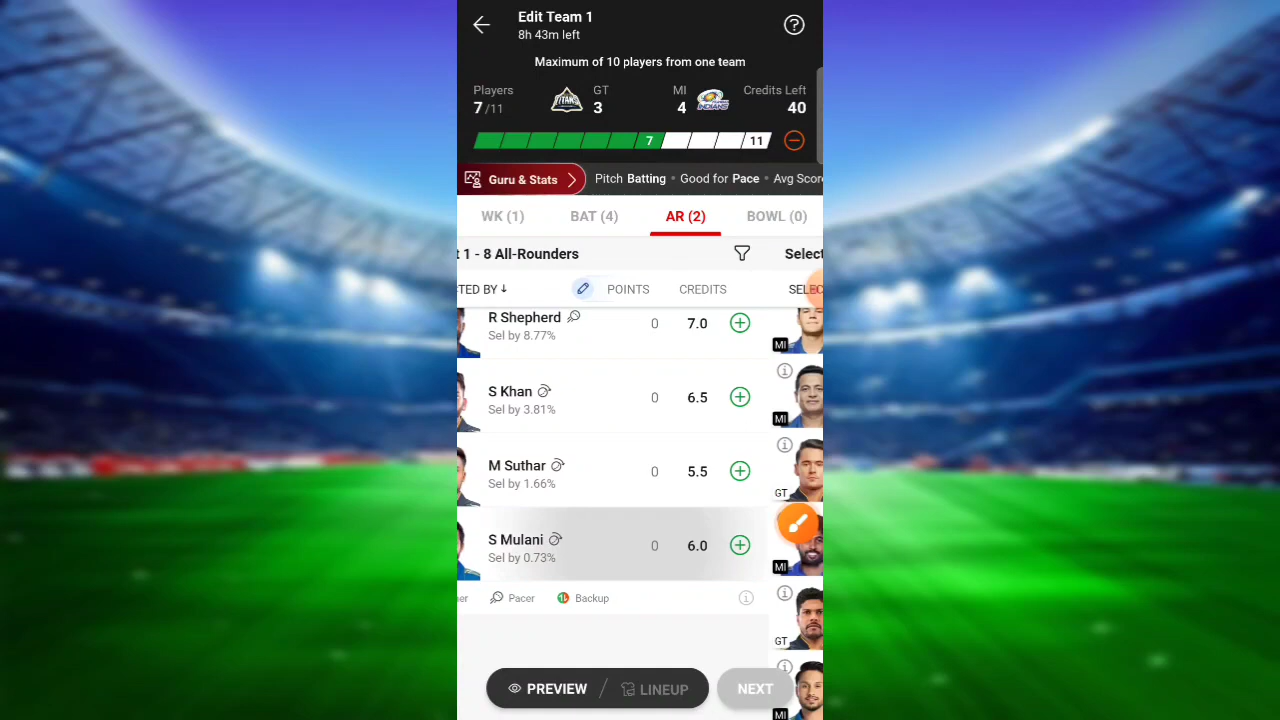 Edit Team 1
8h 43m left
Maximum of 10 players from one team
Players
7/11
TITANS
GT
3
MI
4
INDIANS
Credits Left
40
7
11
Guru & Stats
Pitch Batting • Good for Pace • Avg Score
WK (1)
BAT (4)
AR (2)
BOWL (0)
t 1 - 8 All-Rounders
Select
TED BY↓
POINTS
CREDITS
SELEC
R Shepherd
Sel by 8.77%
0
7.0
MI
S Khan
Sel by 3.81%
0
6.5
MI
M Suthar
Sel by 1.66%
0
5.5
GT
S Mulani
Sel by 0.73%
0
6.0
MI
Pacer
Backup
GT
PREVIEW
LINEUP
NEXT
MI